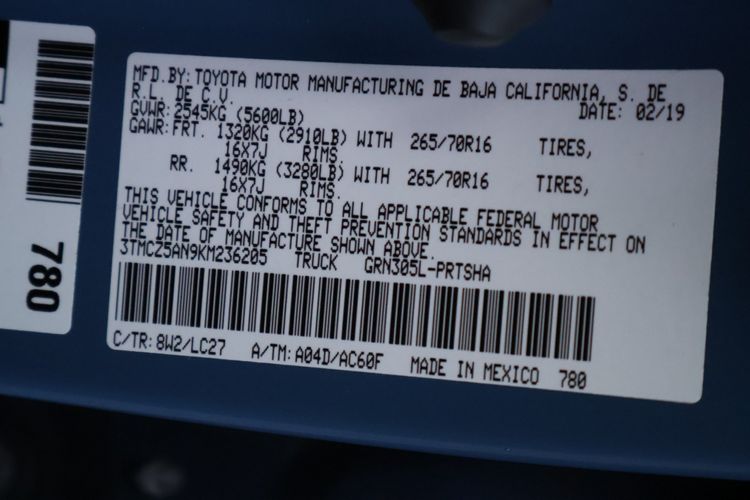 MFD. BY: TOYOTA MOTOR MANUFACTURING DE BAJA CALIFORNIA, S. DE
R.L. DE C.V.
DATE: 02/19
GVWR: 2545KG (5600LB)
GAWR: FRT. 1320KG (2910LB) WITH 265/70R16 TIRES,
16X7J RIMS.
RR. 1490KG (3280LB) WITH 265/70R16 TIRES,
16X7J RIMS.
THIS VEHICLE CONFORMS TO ALL APPLICABLE FEDERAL MOTOR
VEHICLE SAFETY AND THEFT PREVENTION STANDARDS IN EFFECT ON
THE DATE OF MANUFACTURE SHOWN ABOVE.
3TMCZ5AN9KM236205 TRUCK GRN305L-PRTSHA
C/TR: 8W2/LC27 A/TM: A04D/AC60F MADE IN MEXICO 780
780